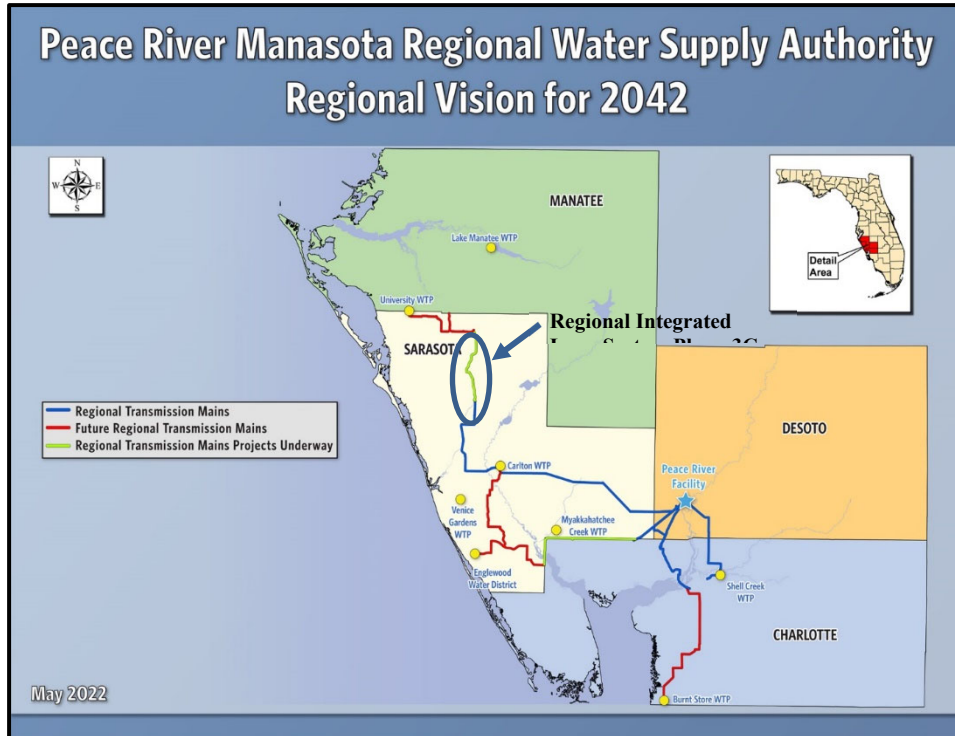 Peace River Manasota Regional Water Supply Authority
Regional Vision for 2042
N
W E
S
MANATEE
Lake Manatee WTP
Detail
Area
University WTP
Regional Integrated
SARASOTA
Regional Transmission Mains
Future Regional Transmission Mains
Regional Transmission Mains Projects Underway
DESOTO
Carlton WTP
Peace River
Facility
Venice
Gardens
WTP
Myakkahatchee
Creek WTP
Englewood
Water District
Shell Creek
WTP
CHARLOTTE
Burnt Store WTP
May 2022